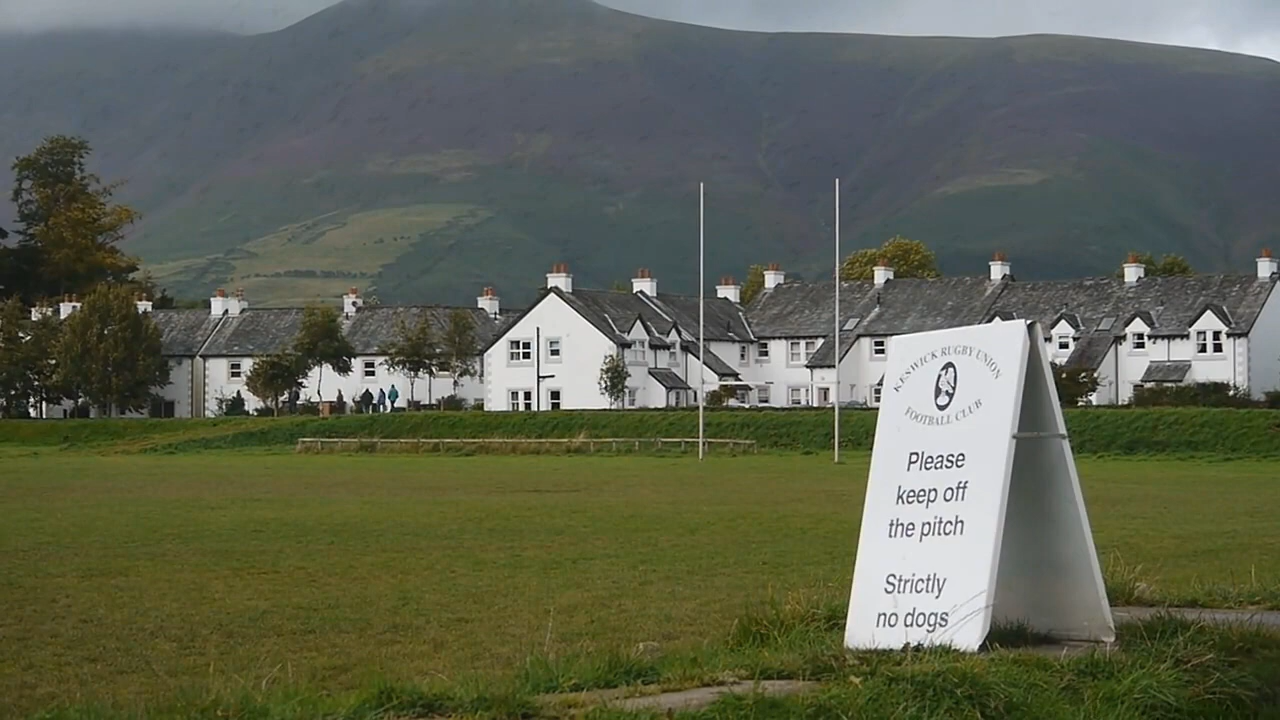 KESWICK RUGBY UNION
FOOTBALL CLUB
Please
keep off
the pitch
Strictly
no dogs